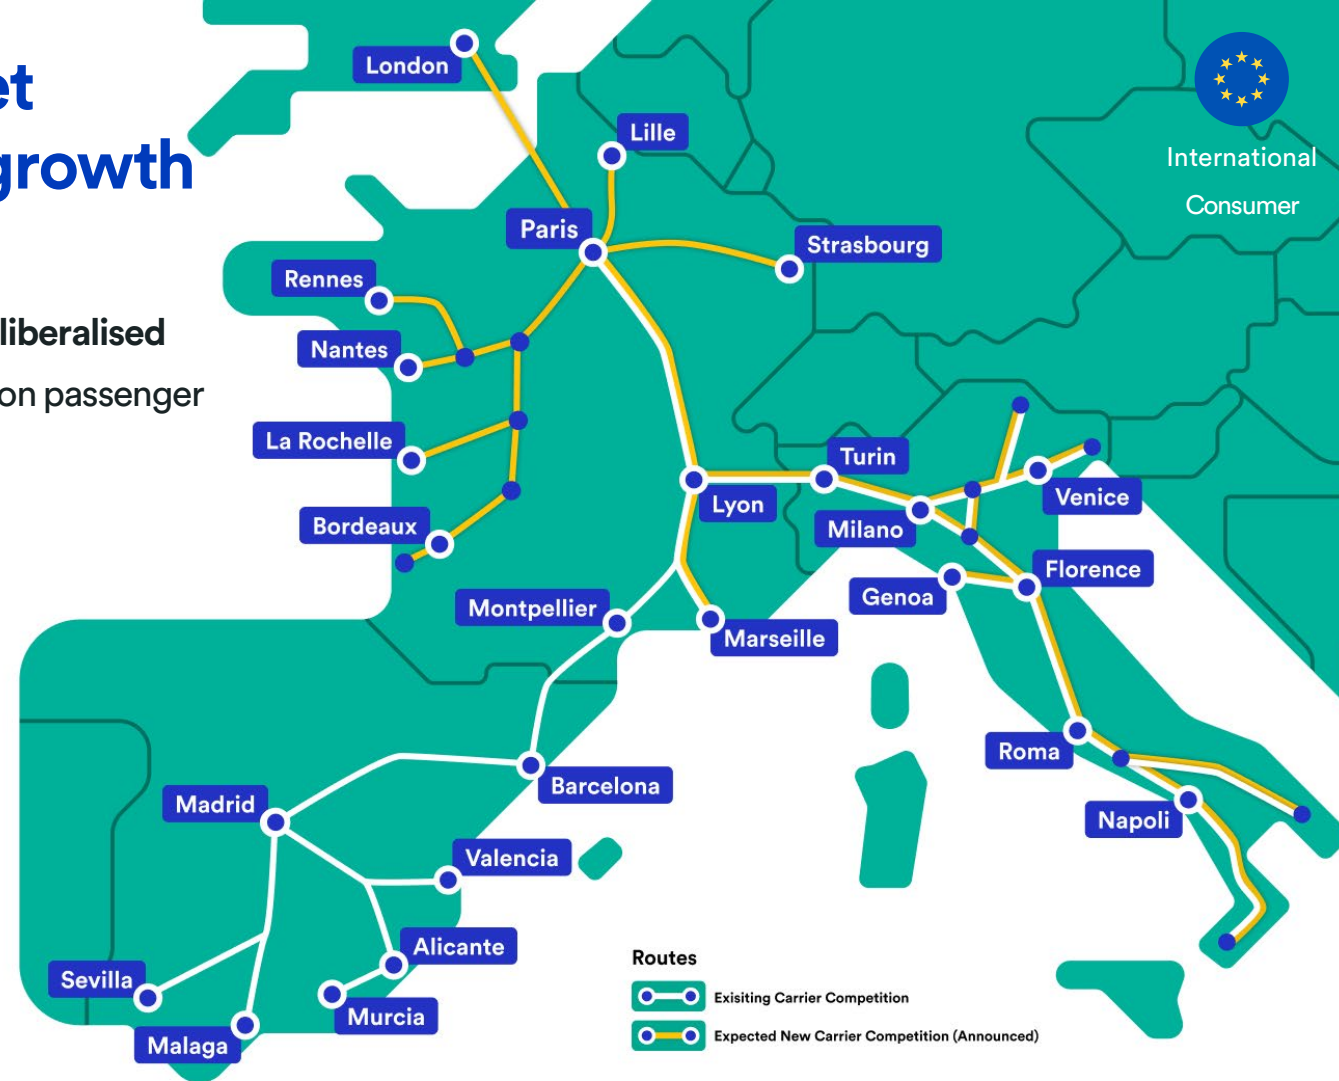 et
growth
liberalised
on passenger
International
Consumer
London
Lille
Paris
Strasbourg
Rennes
Nantes
La Rochelle
Bordeaux
Turin
Lyon
Milano
Venice
Genoa
Florence
Montpellier
Marseille
Roma
Napoli
Barcelona
Madrid
Valencia
Alicante
Sevilla
Murcia
Malaga
Routes
Exisiting Carrier Competition
Expected New Carrier Competition (Announced)